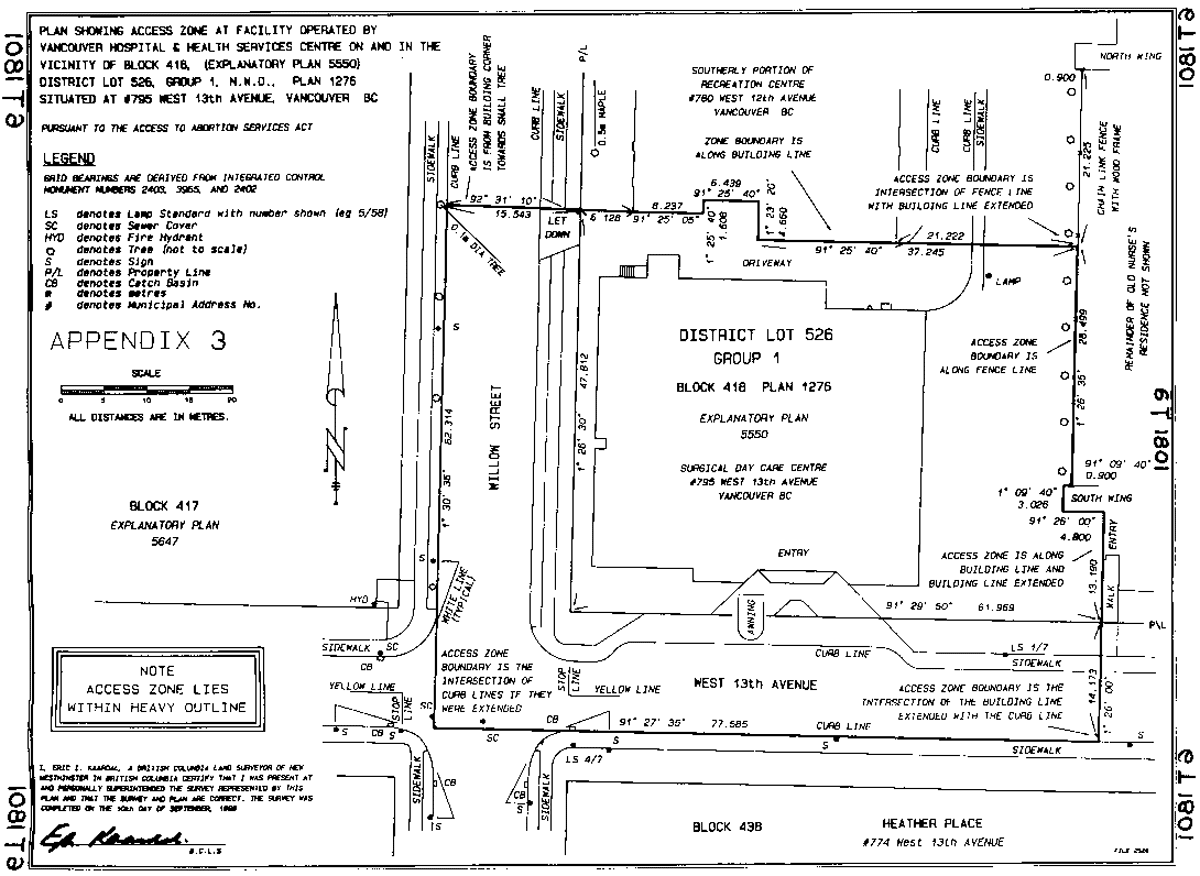 PLAN SHOWING ACCESS ZONE AT FACILITY OPERATED BY
VANCOUVER HOSPITAL & HEALTH SERVICES CENTRE ON AND IN THE
VICINITY OF BLOCK 418, (EXPLANATORY PLAN 5550)
DISTRICT LOT 526, GROUP 1, N.W.D., PLAN 1276
SITUATED AT #795 WEST 13th AVENUE, VANCOUVER BC
PURSUANT TO THE ACCESS TO ABORTION SERVICES ACT
LEGEND
GRID BEARINGS ARE DERIVED FROM INTEGRATED CONTROL
MONUMENT NUMBERS 2403, 3965, AND 2402
LS denotes Lamp Standard with number shown (eg 5/58)
SC denotes Sewer Cover
HYD denotes Fire Hydrant
O denotes Tree (not to scale)
S denotes Sign
P/L denotes Property Line
CB denotes Catch Basin
m denotes metres
# denotes Municipal Address No.
APPENDIX 3
SCALE
0 5 10 15 20
ALL DISTANCES ARE IN METRES.
BLOCK 417
EXPLANATORY PLAN
5647
NOTE
ACCESS ZONE LIES
WITHIN HEAVY OUTLINE
I, ERIC I. KAARDAL, A BRITISH COLUMBIA LAND SURVEYOR OF NEW
WESTMINSTER IN BRITISH COLUMBIA CERTIFY THAT I WAS PRESENT AT
AND PERSONALLY SUPERINTENDED THE SURVEY REPRESENTED BY THIS
PLAN AND THAT THE SURVEY AND PLAN ARE CORRECT. THE SURVEY WAS
COMPLETED ON THE 10th DAY OF SEPTEMBER,
B.C.L.S
SIDEWALK
CURB LINE
ACCESS ZONE BOUNDARY
IS FROM BUILDING CORNER
TOWARDS SMALL TREE
CURB LINE
SIDEWALK
P/L
0.5m MAPLE
92° 31' 10"
15.543
0.1m DIA TREE
LET
DOWN
6.128
8.237
91° 25' 05"
6.439
91° 25' 40"
1° 25' 40"
1.608
1° 23' 20"
4.660
SOUTHERLY PORTION OF
RECREATION CENTRE
#780 WEST 12th AVENUE
VANCOUVER BC
ZONE BOUNDARY IS
ALONG BUILDING LINE
CURB LINE
CURB LINE
SIDEWALK
ACCESS ZONE BOUNDARY IS
INTERSECTION OF FENCE LINE
WITH BUILDING LINE EXTENDED
21.222
91° 25' 40"
37.245
DRIVEWAY
LAMP
NORTH WING
0.900
21.225
CHAIN LINK FENCE
WITH WOOD FRAME
REMAINDER OF OLD NURSE'S
RESIDENCE NOT SHOWN
28.499
ACCESS ZONE
BOUNDARY IS
ALONG FENCE LINE
1° 26' 35"
91° 09' 40"
0.900
1° 09' 40"
3.026
SOUTH WING
91° 26' 00"
4.800
ENTRY
DISTRICT LOT 526
GROUP 1
BLOCK 418 PLAN 1276
EXPLANATORY PLAN
5550
SURGICAL DAY CARE CENTRE
#795 WEST 13th AVENUE
VANCOUVER BC
ENTRY
47.812
1° 26' 30"
WILLOW STREET
62.314
1° 30' 35"
S
S
HYD
WHITE LINE
(TYPICAL)
ACCESS ZONE IS ALONG
BUILDING LINE AND
BUILDING LINE EXTENDED
13.190
WALK
91° 29' 50"
61.969
P\L
AWNING
SIDEWALK
SC
CB
ACCESS ZONE
BOUNDARY IS THE
INTERSECTION OF
CURB LINES IF THEY
WERE EXTENDED
CURB LINE
LS 1/7
SIDEWALK
YELLOW LINE
STOP
LINE
STOP
LINE
YELLOW LINE
WEST 13th AVENUE
ACCESS ZONE BOUNDARY IS THE
INTERSECTION OF THE BUILDING LINE
EXTENDED WITH THE CURB LINE
14.173
1° 26' 00"
SC
CB
91° 27' 35"
77.585
CURB LINE
S
CB
S
SC
S
LS 4/7
S
S
SIDEWALK
SIDEWALK
CB
S
CB
S
SIDEWALK
BLOCK 438
HEATHER PLACE
#774 West 13th AVENUE
1081Ta
1081Ta